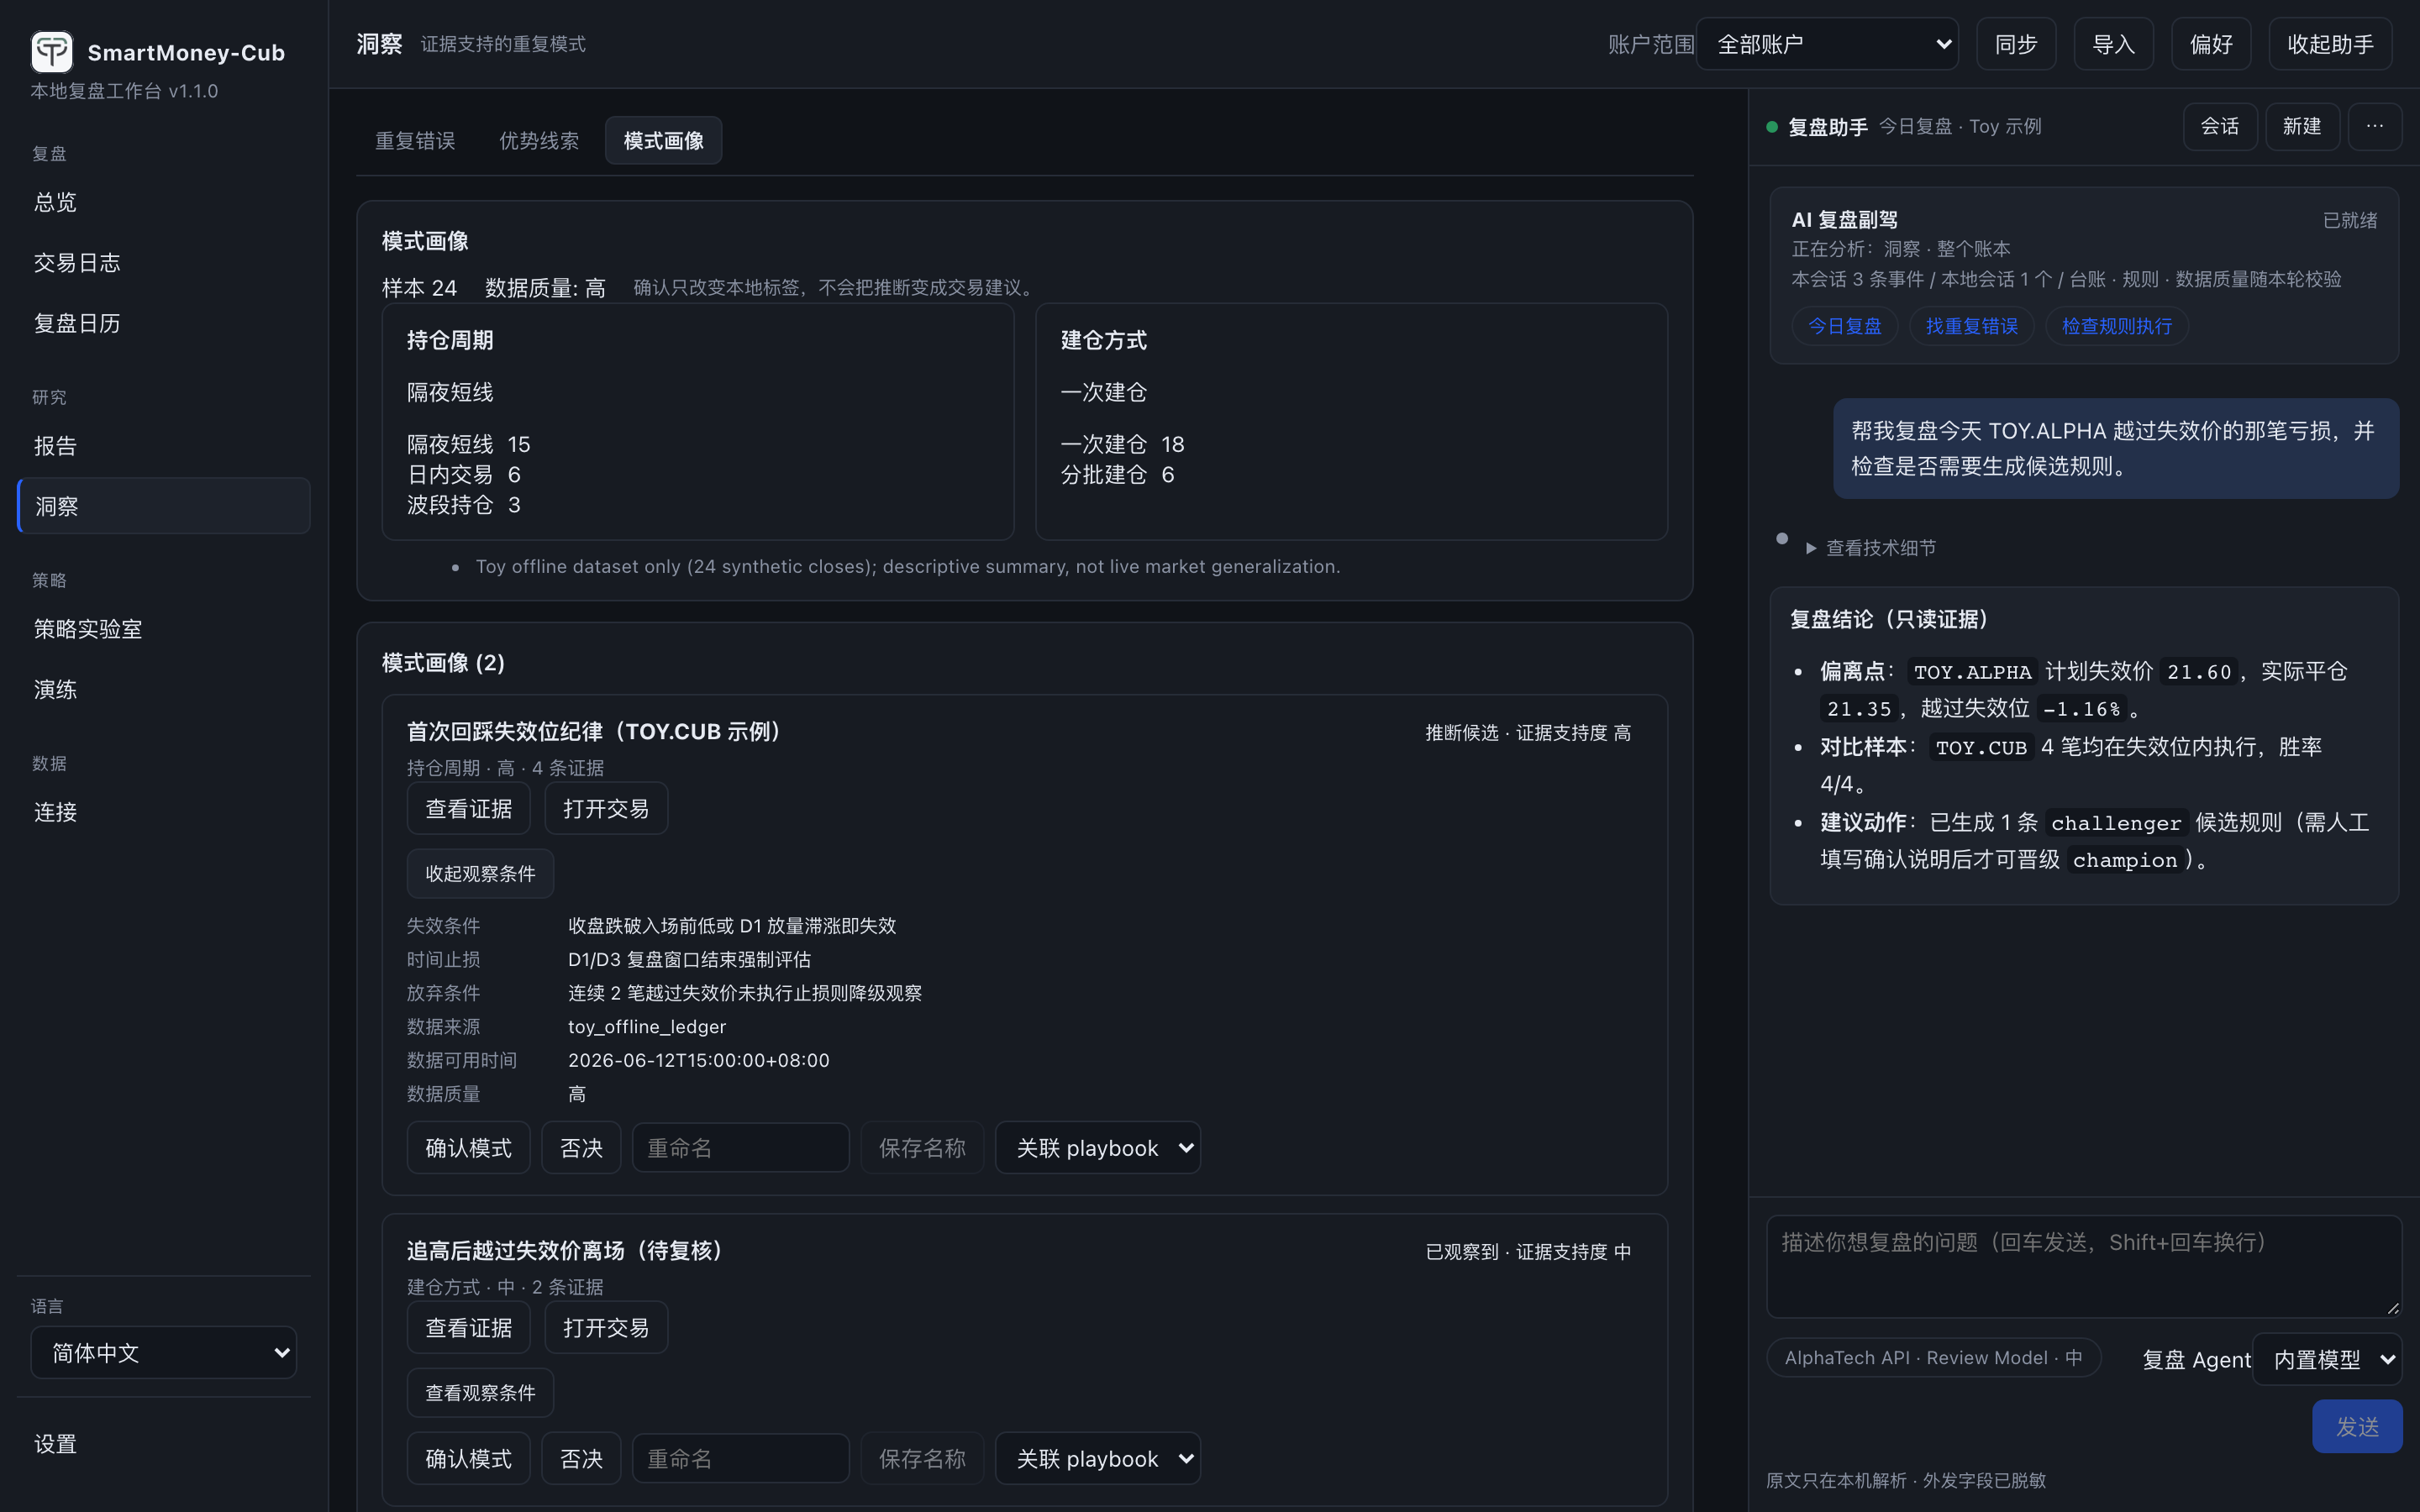 SmartMoney-Cub
本地复盘工作台 v1.1.0
复盘
总览
交易日志
复盘日历
研究
报告
洞察
策略
策略实验室
演练
数据
连接
语言
简体中文
设置
洞察 证据支持的重复模式
账户范围 全部账户 同步 导入 偏好 收起助手
重复错误 优势线索 模式画像
模式画像
样本 24 数据质量: 高 确认只改变本地标签，不会把推断变成交易建议。
持仓周期
隔夜短线
隔夜短线 15
日内交易 6
波段持仓 3
建仓方式
一次建仓
一次建仓 18
分批建仓 6
Toy offline dataset only (24 synthetic closes); descriptive summary, not live market generalization.
模式画像 (2)
首次回踩失效位纪律（TOY.CUB 示例） 推断候选 · 证据支持度 高
持仓周期 · 高 · 4 条证据
查看证据 打开交易
收起观察条件
失效条件 收盘跌破入场前低或 D1 放量滞涨即失效
时间止损 D1/D3 复盘窗口结束强制评估
放弃条件 连续 2 笔越过失效价未执行止损则降级观察
数据来源 toy_offline_ledger
数据可用时间 2026-06-12T15:00:00+08:00
数据质量 高
确认模式 否决 重命名 保存名称 关联 playbook
追高后越过失效价离场（待复核） 已观察到 · 证据支持度 中
建仓方式 · 中 · 2 条证据
查看证据 打开交易
查看观察条件
确认模式 否决 重命名 保存名称 关联 playbook
复盘助手 今日复盘 · Toy 示例 会话 新建 ···
AI 复盘副驾 已就绪
正在分析：洞察 · 整个账本
本会话 3 条事件 / 本地会话 1 个 / 台账 · 规则 · 数据质量随本轮校验
今日复盘 找重复错误 检查规则执行
帮我复盘今天 TOY.ALPHA 越过失效价的那笔亏损，并
检查是否需要生成候选规则。
查看技术细节
复盘结论（只读证据）
偏离点：TOY.ALPHA 计划失效价 21.60，实际平仓
21.35，越过失效位 -1.16%。
对比样本：TOY.CUB 4 笔均在失效位内执行，胜率
4/4。
建议动作：已生成 1 条 challenger 候选规则（需人工
填写确认说明后才可晋级 champion）。
描述你想复盘的问题（回车发送，Shift+回车换行）
AlphaTech API · Review Model · 中 复盘 Agent 内置模型
发送
原文只在本机解析 · 外发字段已脱敏